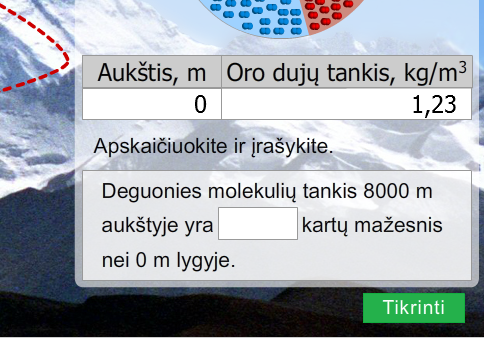 Aukštis, m Oro dujų tankis, kg/m³
0 1,23
Apskaičiuokite ir įrašykite.
Deguonies molekulių tankis 8000 m
aukštyje yra kartų mažesnis
nei 0 m lygyje.
Tikrinti